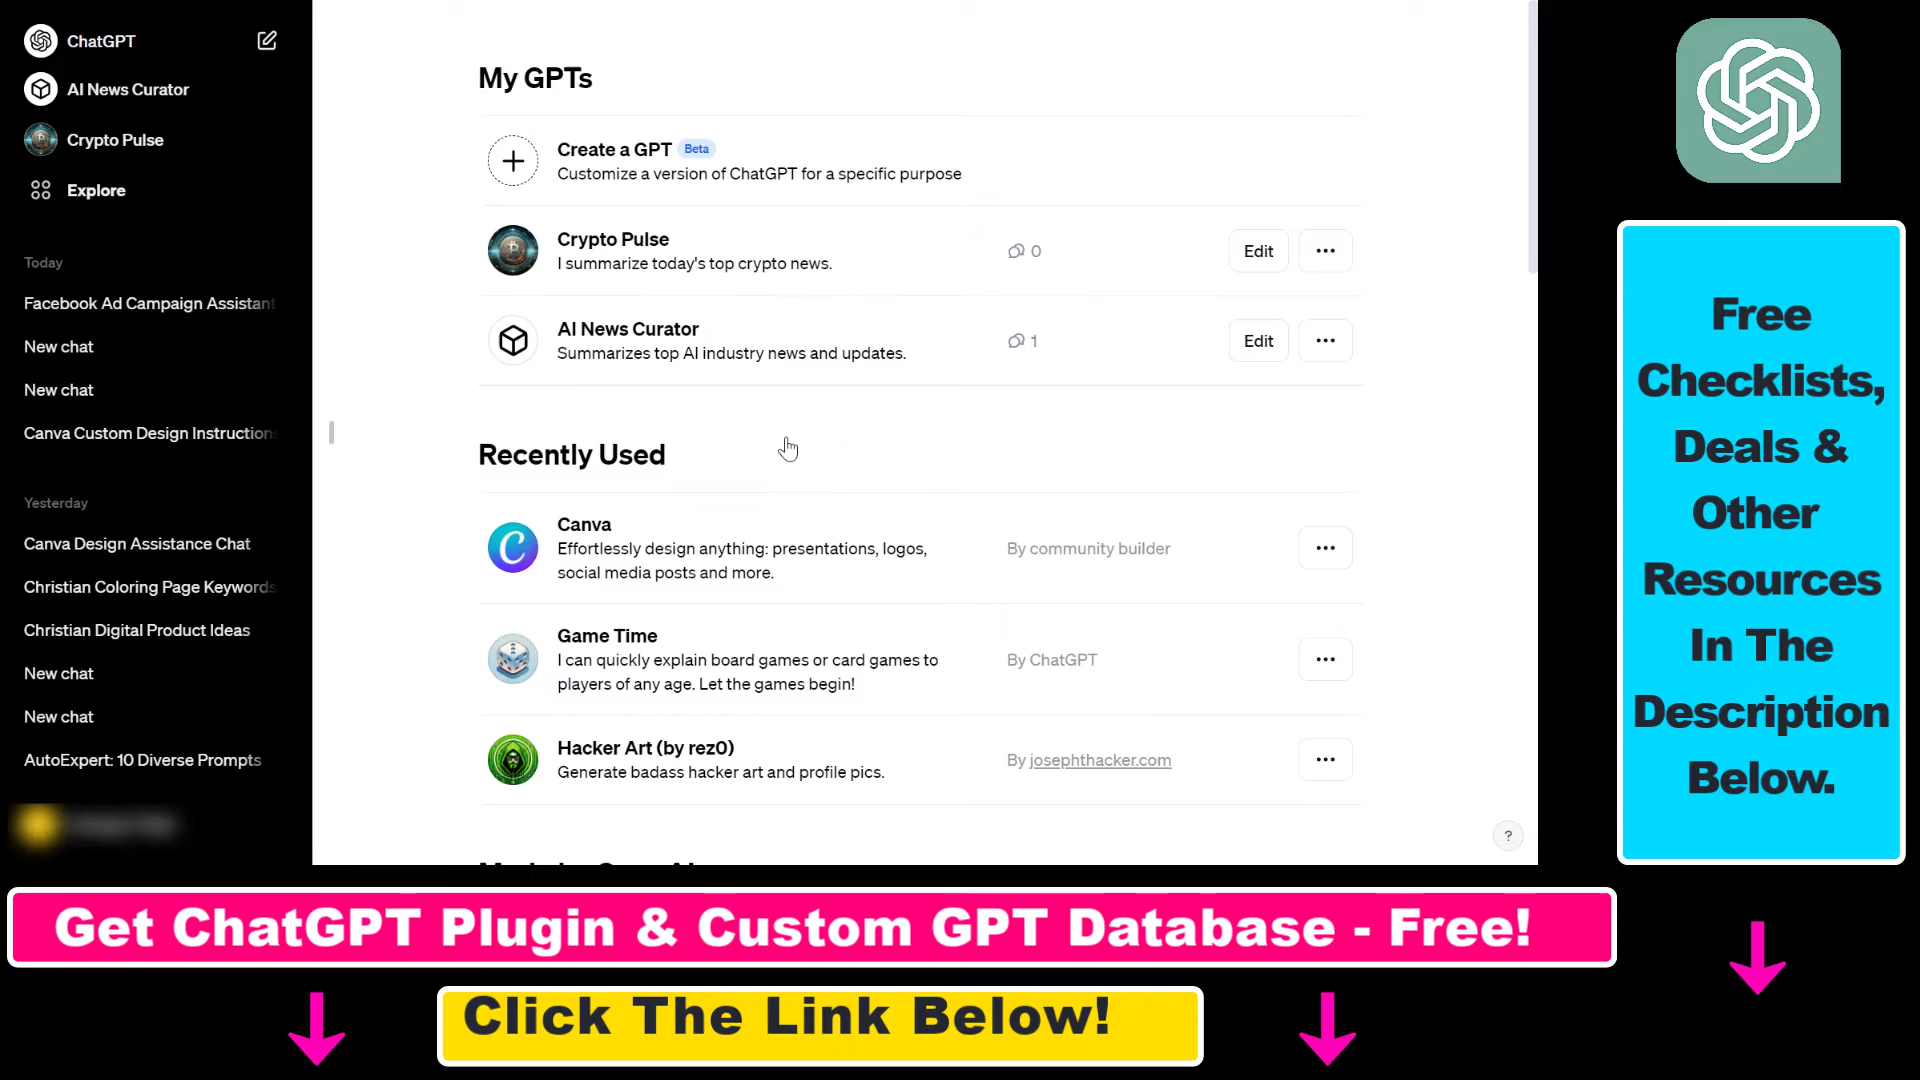 ChatGPT
AI News Curator
Crypto Pulse
Explore
Today
Facebook Ad Campaign Assistant
New chat
New chat
Canva Custom Design Instructions
Yesterday
Canva Design Assistance Chat
Christian Coloring Page Keywords
Christian Digital Product Ideas
New chat
New chat
AutoExpert: 10 Diverse Prompts
My GPTs
Create a GPT Beta
Customize a version of ChatGPT for a specific purpose
Crypto Pulse
I summarize today's top crypto news.
0
Edit
AI News Curator
Summarizes top AI industry news and updates.
1
Edit
Recently Used
Canva
Effortlessly design anything: presentations, logos,
social media posts and more.
By community builder
Game Time
I can quickly explain board games or card games to
players of any age. Let the games begin!
By ChatGPT
Hacker Art (by rez0)
Generate badass hacker art and profile pics.
By josephthacker.com
?
Free
Checklists,
Deals &
Other
Resources
In The
Description
Below.
Get ChatGPT Plugin & Custom GPT Database - Free!
Click The Link Below!